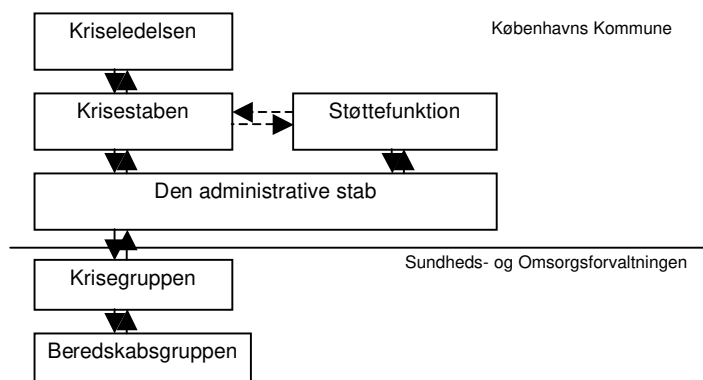 Kriseledelsen
Københavns Kommune
Krisestaben
Støttefunktion
Den administrative stab
Sundheds- og Omsorgsforvaltningen
Krisegruppen
Beredskabsgruppen